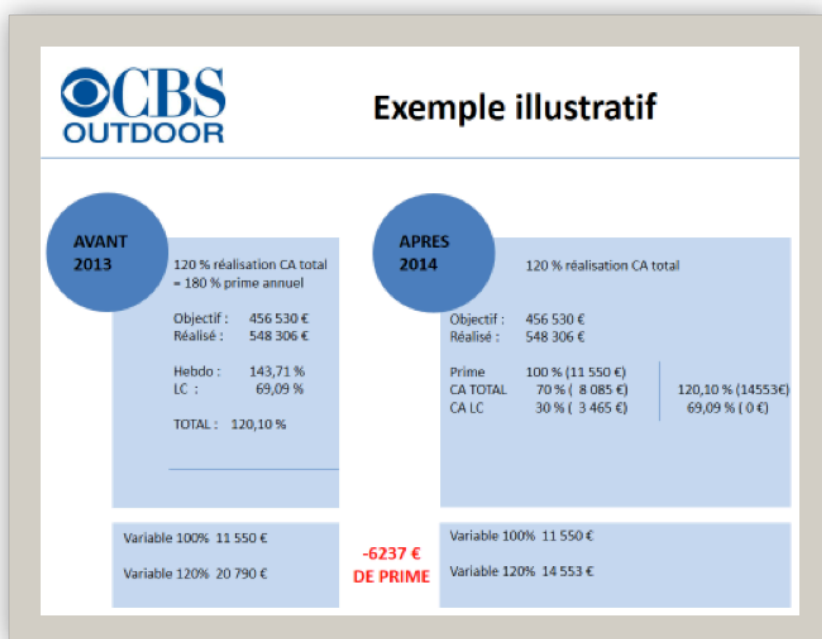 CBS
OUTDOOR
Exemple illustratif
AVANT
2013
120 % réalisation CA total
= 180 % prime annuel
Objectif : 456 530 €
Réalisé : 548 306 €
Hebdo : 143,71 %
LC : 69,09 %
TOTAL : 120,10 %
Variable 100% 11 550 €
Variable 120% 20 790 €
-6237 €
DE PRIME
APRES
2014
120 % réalisation CA total
Objectif : 456 530 €
Réalisé : 548 306 €
Prime 100 % (11 550 €)
CA TOTAL 70 % ( 8 085 €) 120,10 % (14553€)
CA LC 30 % ( 3 465 €) 69,09 % ( 0 €)
Variable 100% 11 550 €
Variable 120% 14 553 €